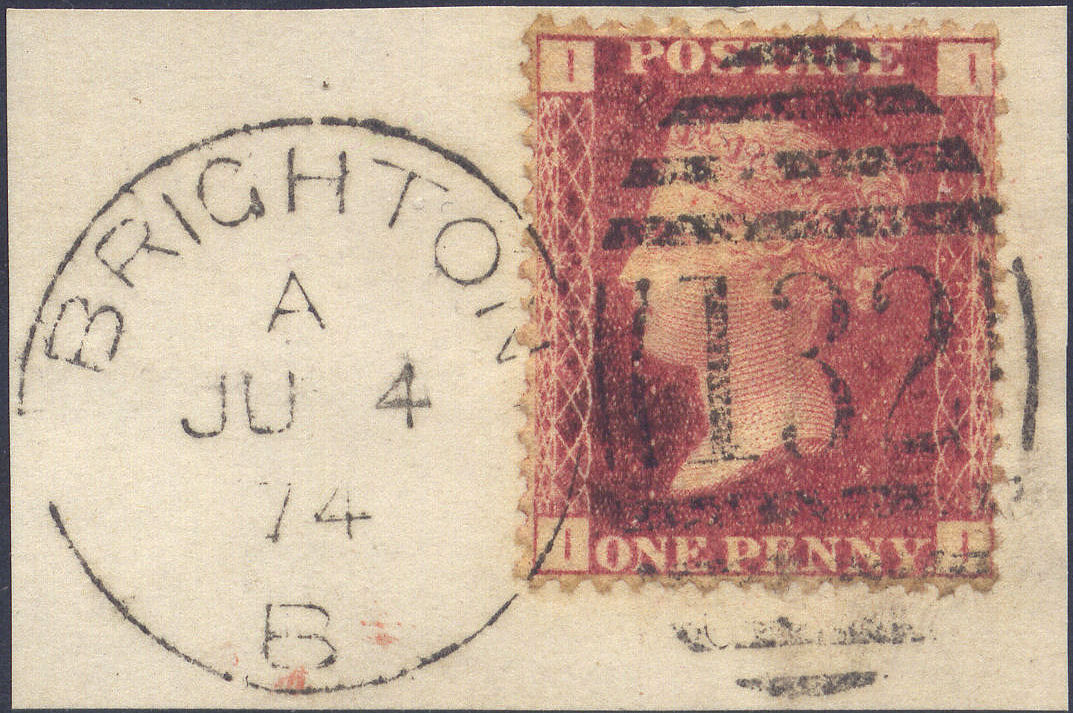 BRIGHTON
A
JU 4
74
B
I POSTAGE I
132
I ONE PENNY I